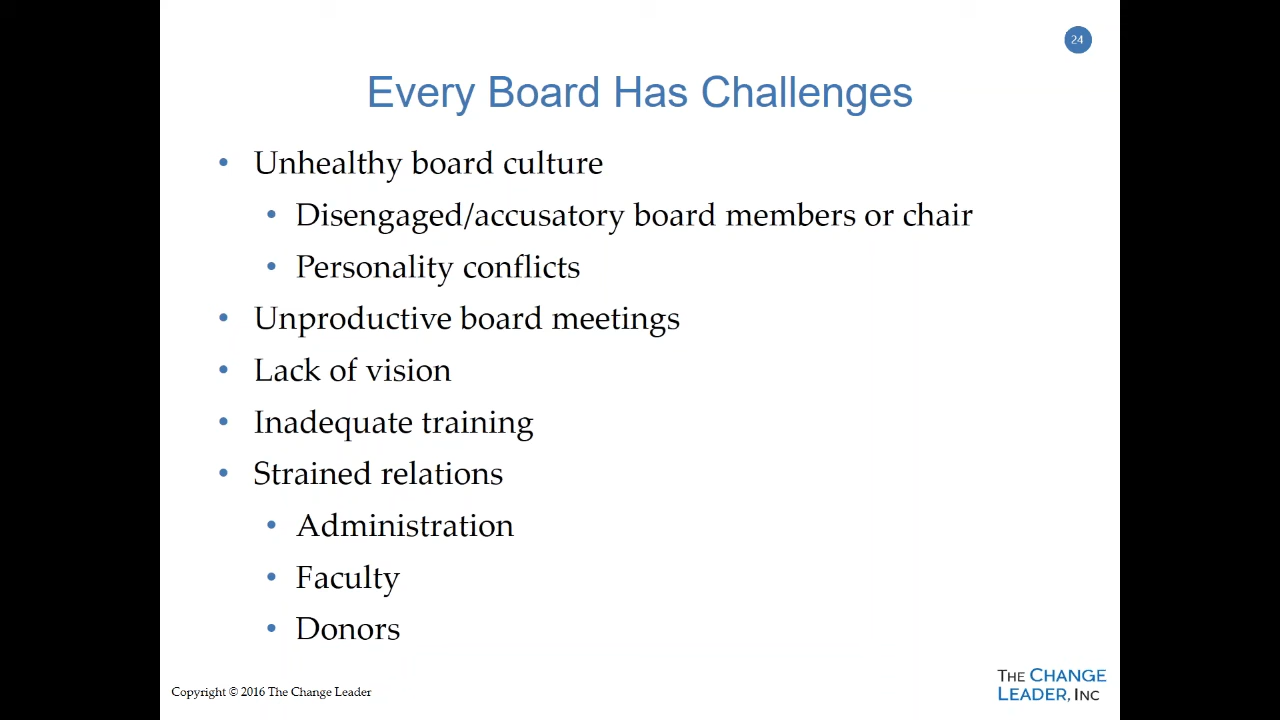 24
Every Board Has Challenges
• Unhealthy board culture
• Disengaged/accusatory board members or chair
• Personality conflicts
• Unproductive board meetings
• Lack of vision
• Inadequate training
• Strained relations
• Administration
• Faculty
• Donors
Copyright © 2016 The Change Leader
THE CHANGE
LEADER, INC